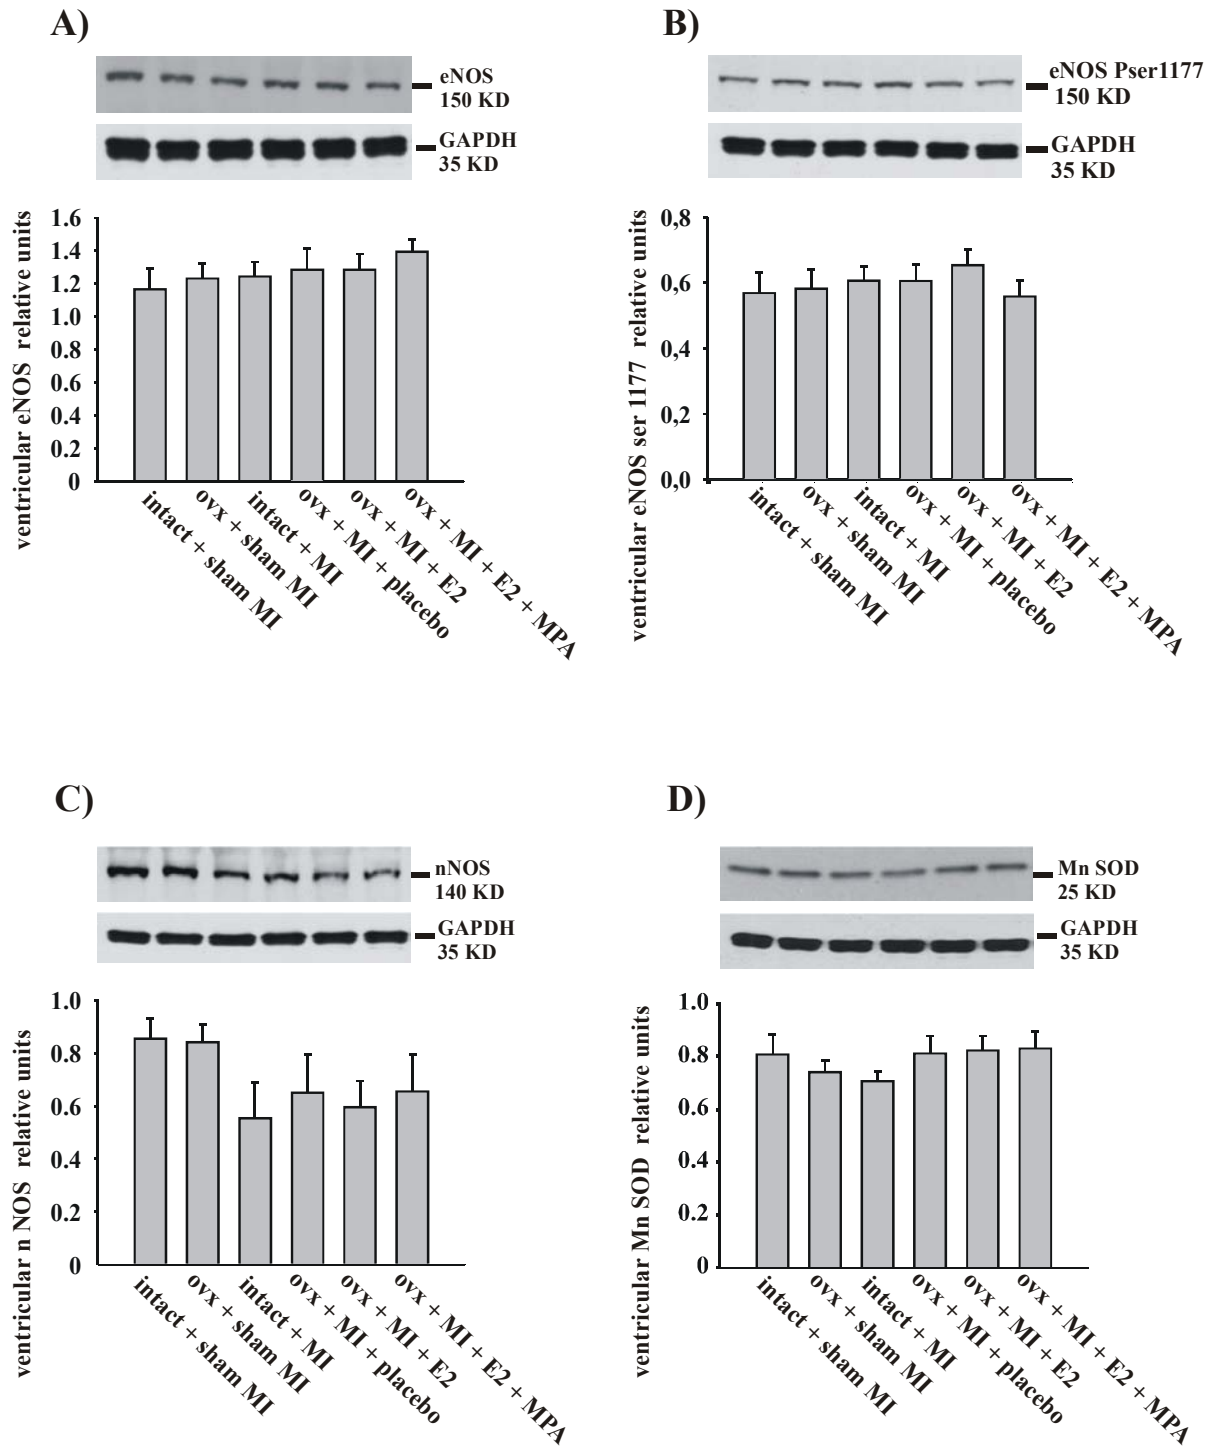 A)
eNOS
150 KD
GAPDH
35 KD
ventricular eNOS relative units
1.6
1.4
1.2
1.0
0.8
0.6
0.4
0.2
0
intact + sham MI
ovx + sham MI
intact + MI
ovx + MI + placebo
ovx + MI + E2
ovx + MI + E2 + MPA
B)
eNOS Pser1177
150 KD
GAPDH
35 KD
ventricular eNOS ser 1177 relative units
0,8
0,6
0,4
0,2
0,0
intact + sham MI
ovx + sham MI
intact + MI
ovx + MI + placebo
ovx + MI + E2
ovx + MI + E2 + MPA
C)
nNOS
140 KD
GAPDH
35 KD
ventricular n NOS relative units
1.0
0.8
0.6
0.4
0.2
0
intact + sham MI
ovx + sham MI
intact + MI
ovx + MI + placebo
ovx + MI + E2
ovx + MI + E2 + MPA
D)
Mn SOD
25 KD
GAPDH
35 KD
ventricular Mn SOD relative units
1.0
0.8
0.6
0.4
0.2
0
intact + sham MI
ovx + sham MI
intact + MI
ovx + MI + placebo
ovx + MI + E2
ovx + MI + E2 + MPA